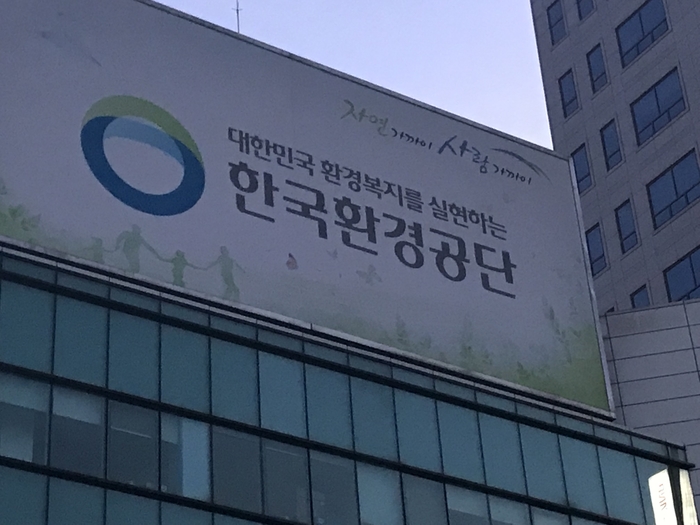 자연 가까이 사람 가까이
대한민국 환경복지를 실현하는
한국환경공단